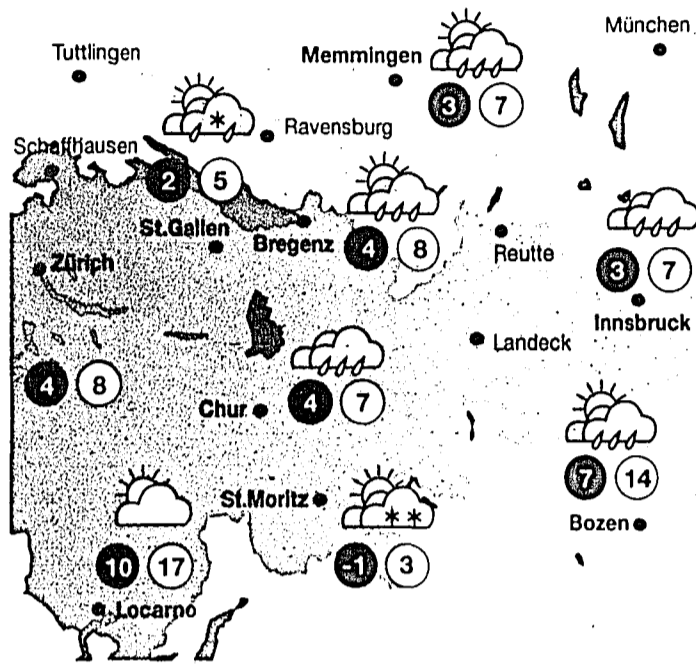 München
Tuttlingen
Memmingen
3 7
Ravensburg
Schaffhausen
2 5
St.Gallen
Bregenz
4 8
Reutte
3 7
Zürich
Innsbruck
Landeck
4 8
Chur
4 7
7 14
St.Moritz
Bozen
10 17
-1 3
Locarno